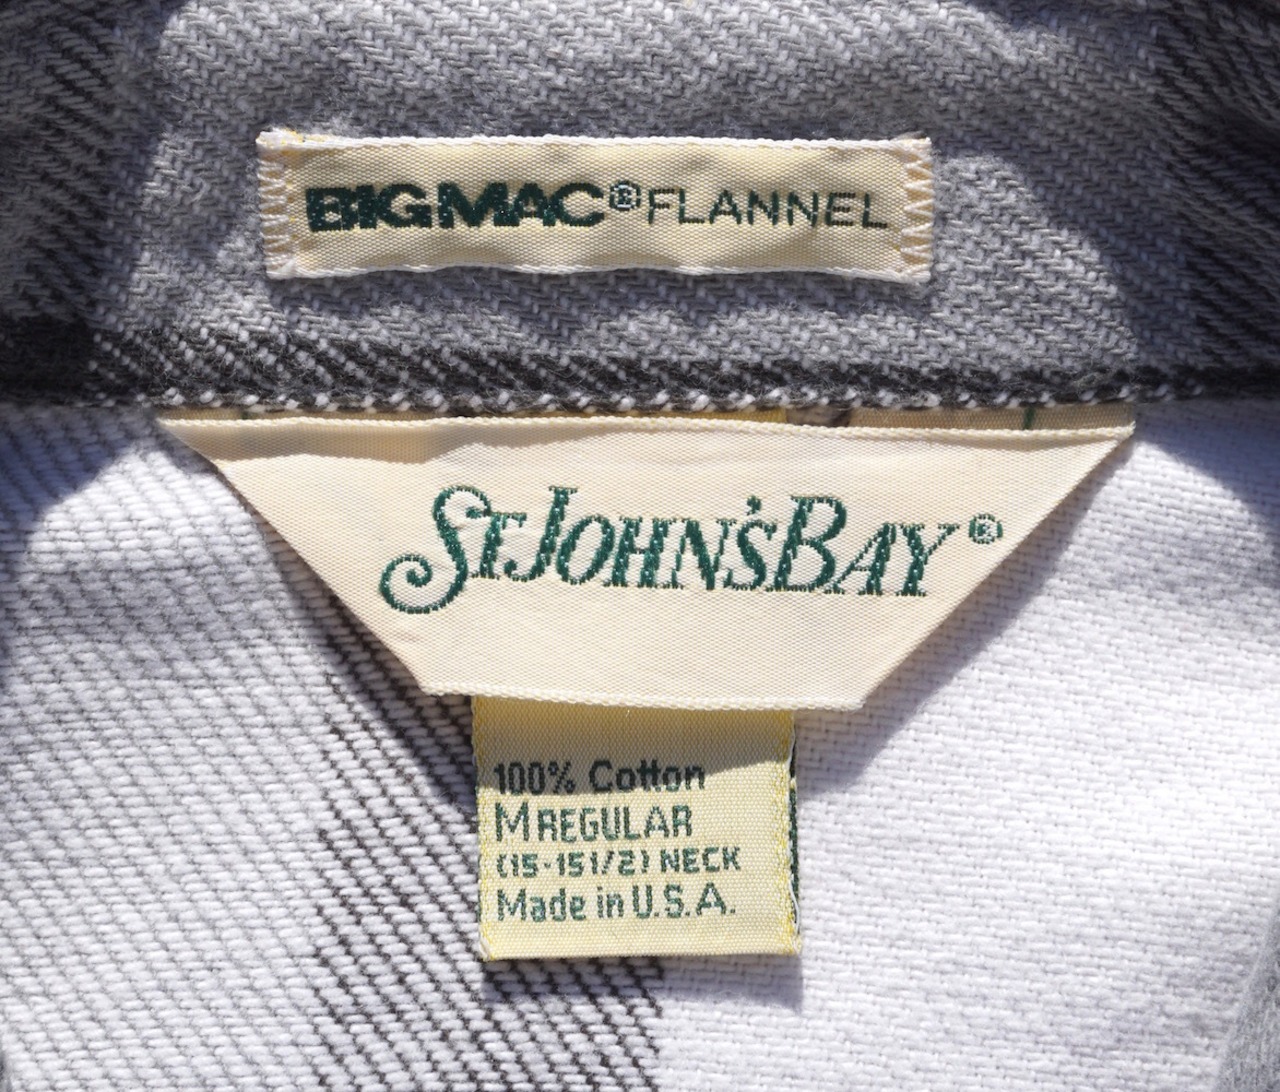 BIG MAC® FLANNEL
ST. JOHN'S BAY®
100% Cotton
M REGULAR
(15-15 1/2) NECK
Made in U.S.A.